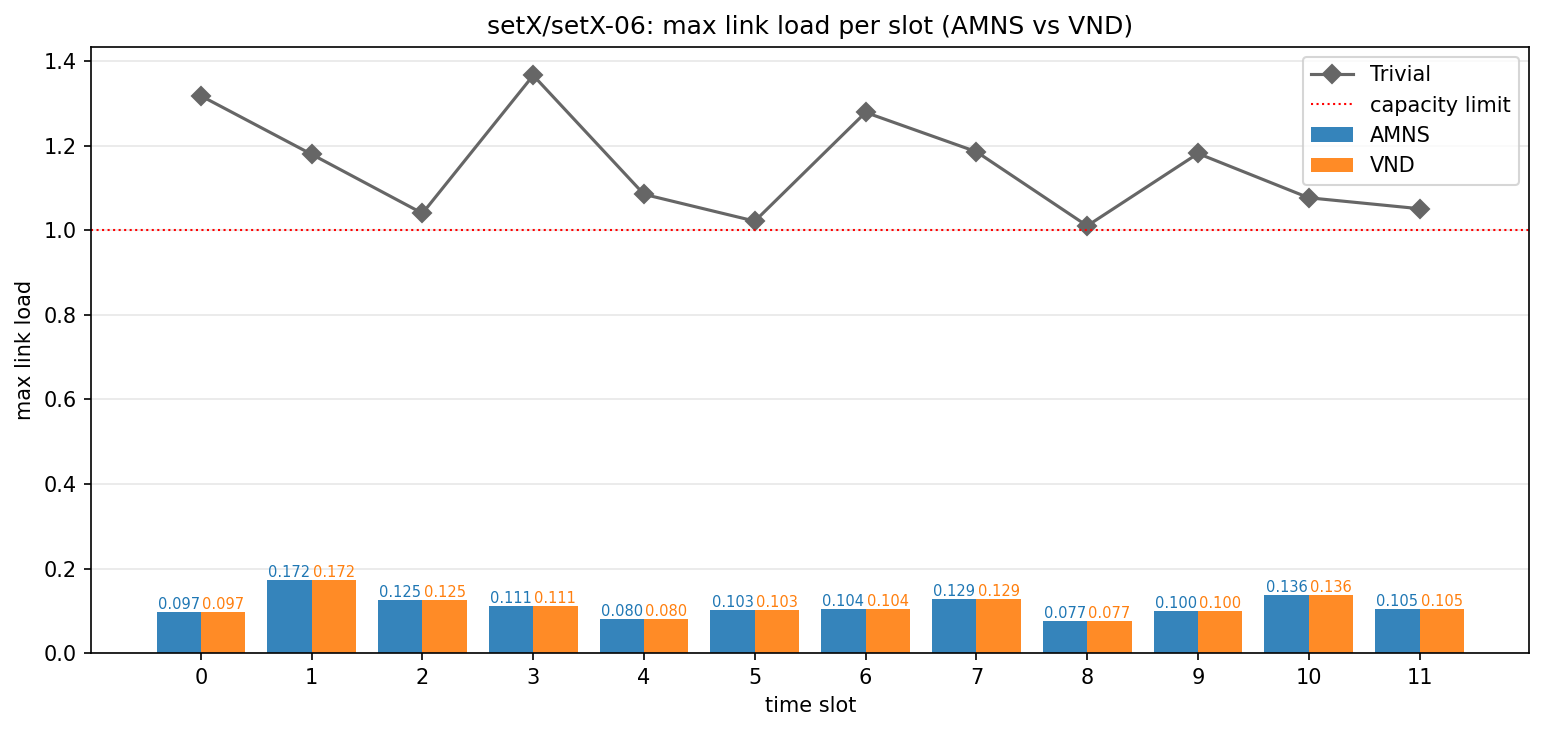 setX/setX-06: max link load per slot (AMNS vs VND)
max link load
1.4
1.2
1.0
0.8
0.6
0.4
0.2
0.0
Trivial
capacity limit
AMNS
VND
0.097 0.097
0.172 0.172
0.125 0.125
0.111 0.111
0.080 0.080
0.103 0.103
0.104 0.104
0.129 0.129
0.077 0.077
0.100 0.100
0.136 0.136
0.105 0.105
0 1 2 3 4 5 6 7 8 9 10 11
time slot